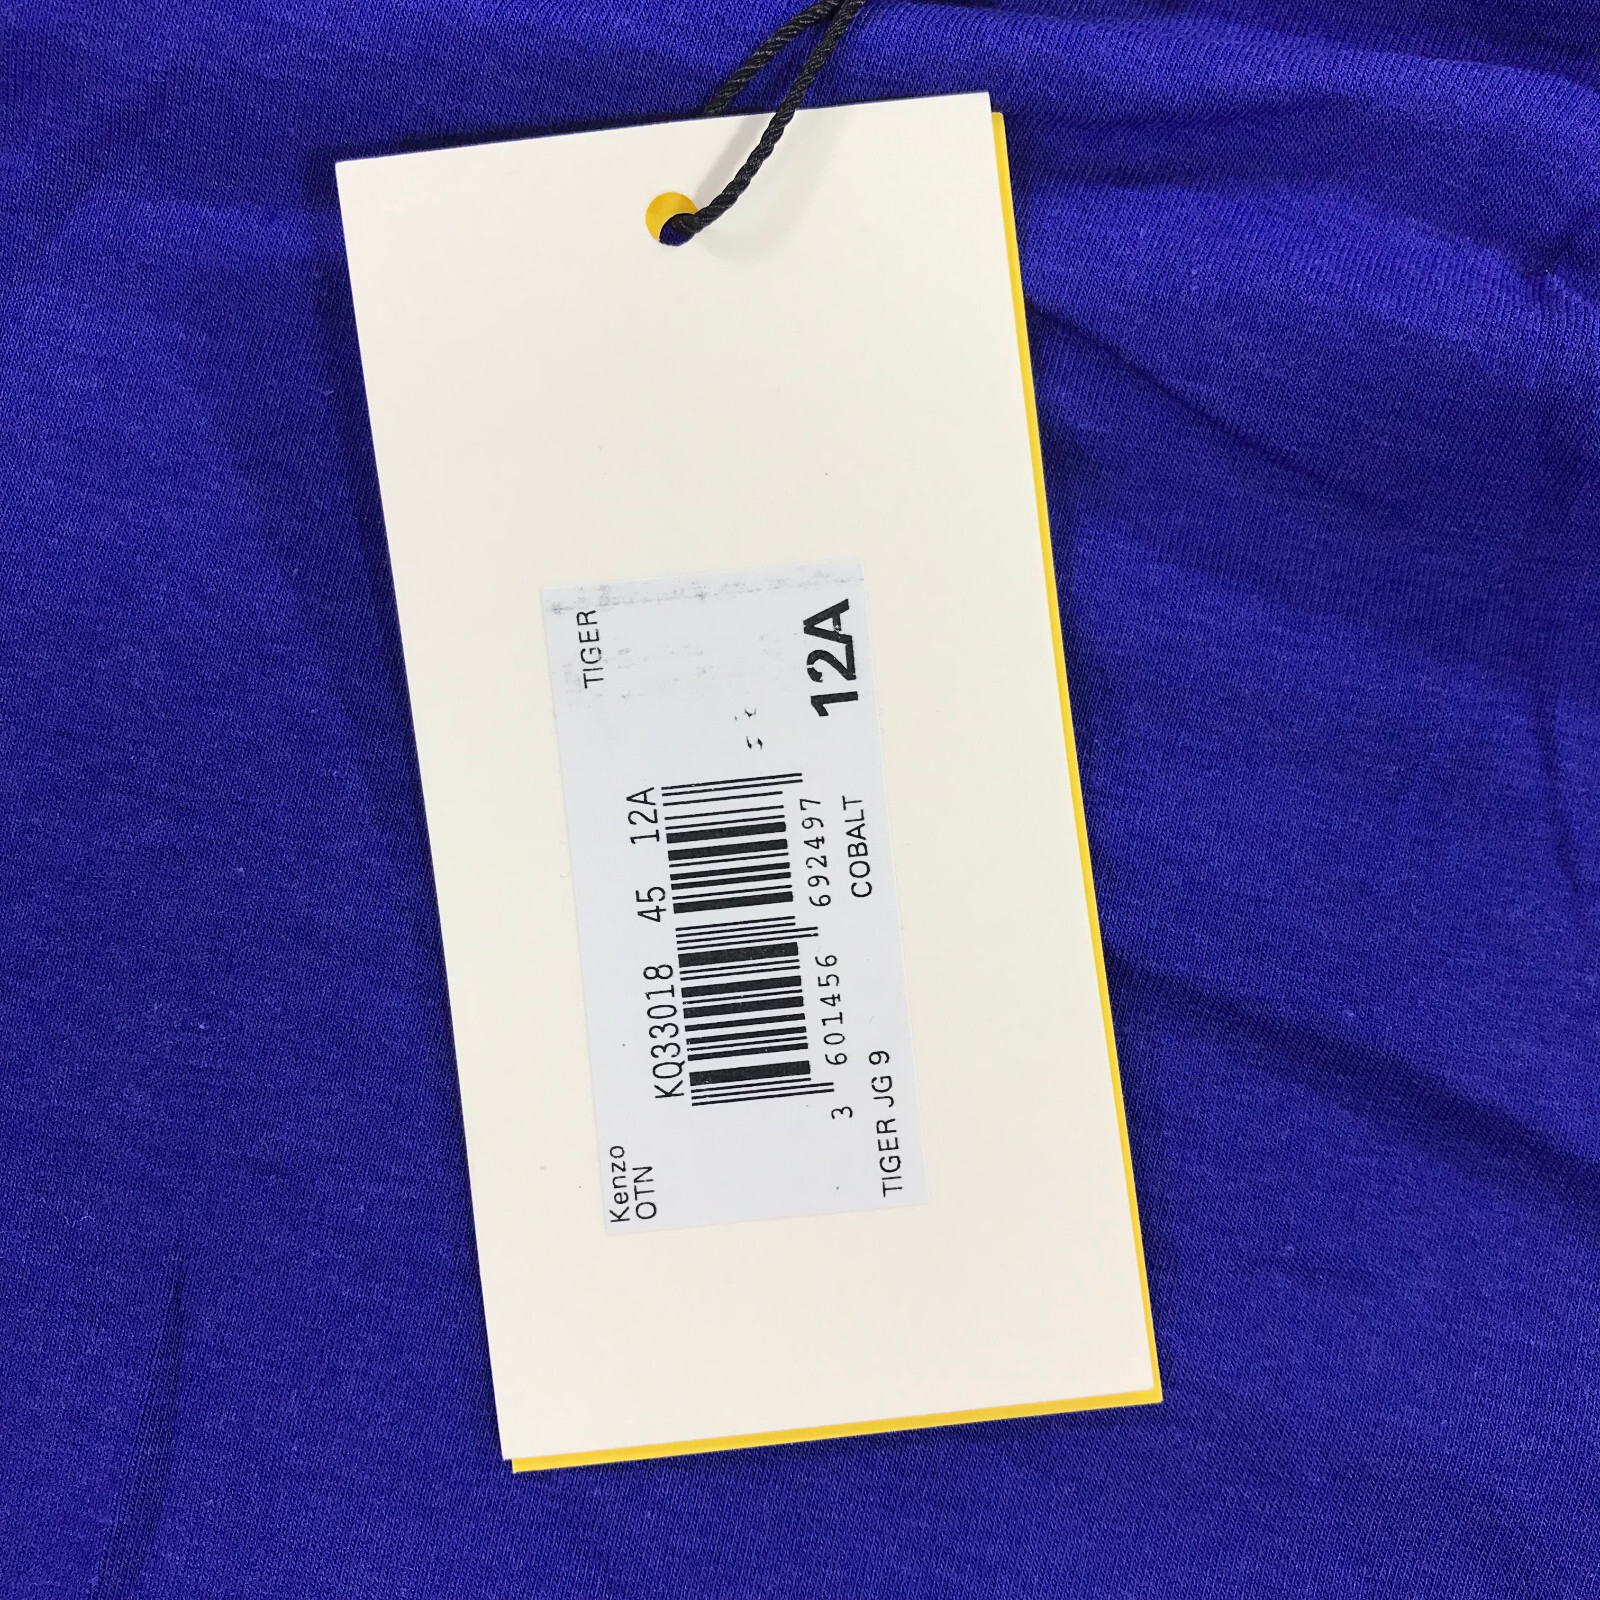 Kenzo TIGER
OTN
KQ33018 45 12A
3 601456 692497
TIGER JG 9 COBALT 12A